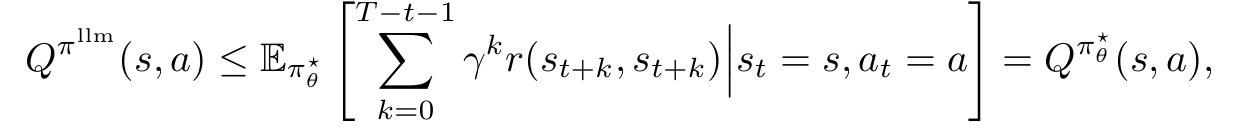 $Q^{\pi^{\mathrm{llm}}}(s, a) \leq \mathbb{E}_{\pi_{\theta}^{\star}} \left[ \sum_{k=0}^{T-t-1} \gamma^{k} r(s_{t+k}, s_{t+k}) \Big| s_t = s, a_t = a \right] = Q^{\pi_{\theta}^{\star}}(s, a),$